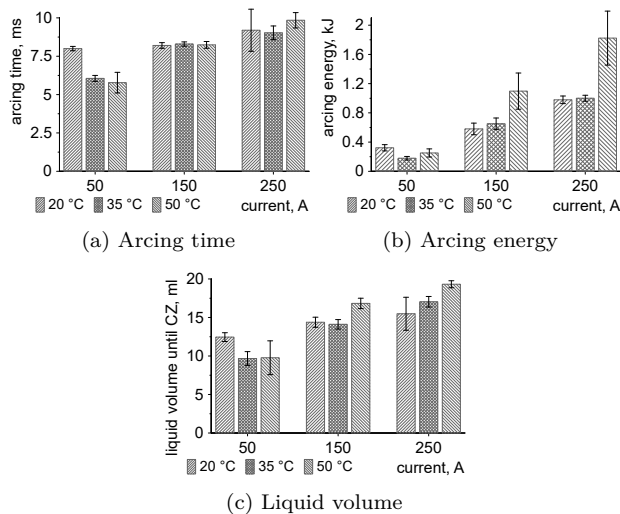 arcing time, ms
10
7.5
5
2.5
0
50
150
250
20 °C
35 °C
50 °C
current, A
(a) Arcing time
arcing energy, kJ
2
1.6
1.2
0.8
0.4
0
50
150
250
20 °C
35 °C
50 °C
current, A
(b) Arcing energy
liquid volume until CZ, ml
20
15
10
5
0
50
150
250
20 °C
35 °C
50 °C
current, A
(c) Liquid volume